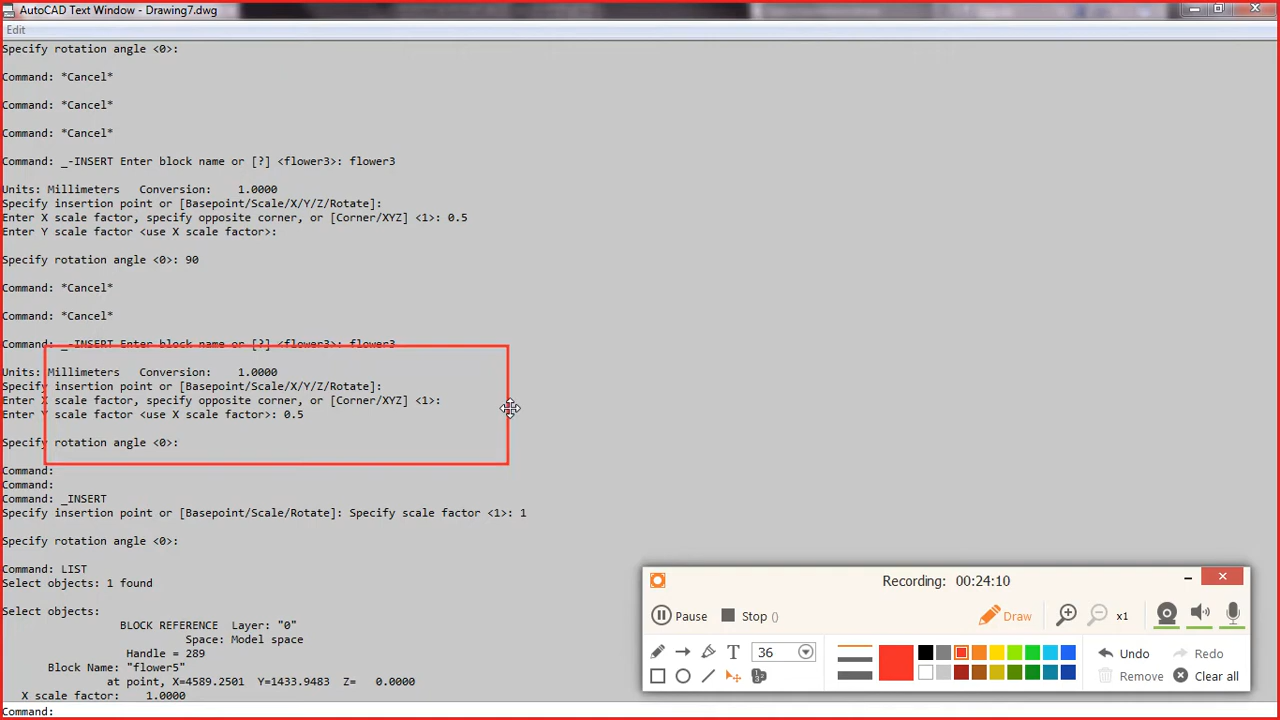 AutoCAD Text Window - Drawing7.dwg
Edit
Specify rotation angle <0>:
Command: *Cancel*
Command: *Cancel*
Command: *Cancel*
Command: _-INSERT Enter block name or [?] <flower3>: flower3
Units: Millimeters   Conversion:    1.0000
Specify insertion point or [Basepoint/Scale/X/Y/Z/Rotate]:
Enter X scale factor, specify opposite corner, or [Corner/XYZ] <1>: 0.5
Enter Y scale factor <use X scale factor>:
Specify rotation angle <0>: 90
Command: *Cancel*
Command: *Cancel*
Command: _-INSERT Enter block name or [?] <flower3>: flower3
Units: Millimeters   Conversion:    1.0000
Specify insertion point or [Basepoint/Scale/X/Y/Z/Rotate]:
Enter X scale factor, specify opposite corner, or [Corner/XYZ] <1>:
Enter Y scale factor <use X scale factor>: 0.5
Specify rotation angle <0>:
Command:
Command:
Command: _INSERT
Specify insertion point or [Basepoint/Scale/Rotate]: Specify scale factor <1>: 1
Specify rotation angle <0>:
Command: LIST
Select objects: 1 found
Select objects:
BLOCK REFERENCE  Layer: "0"
Space: Model space
Handle = 289
Block Name: "flower5"
at point, X=4589.2501  Y=1433.9483  Z=   0.0000
X scale factor:    1.0000
Command:
Recording: 00:24:10
Pause
Stop ()
Draw
x1
T
36
Undo
Redo
Remove
Clear all